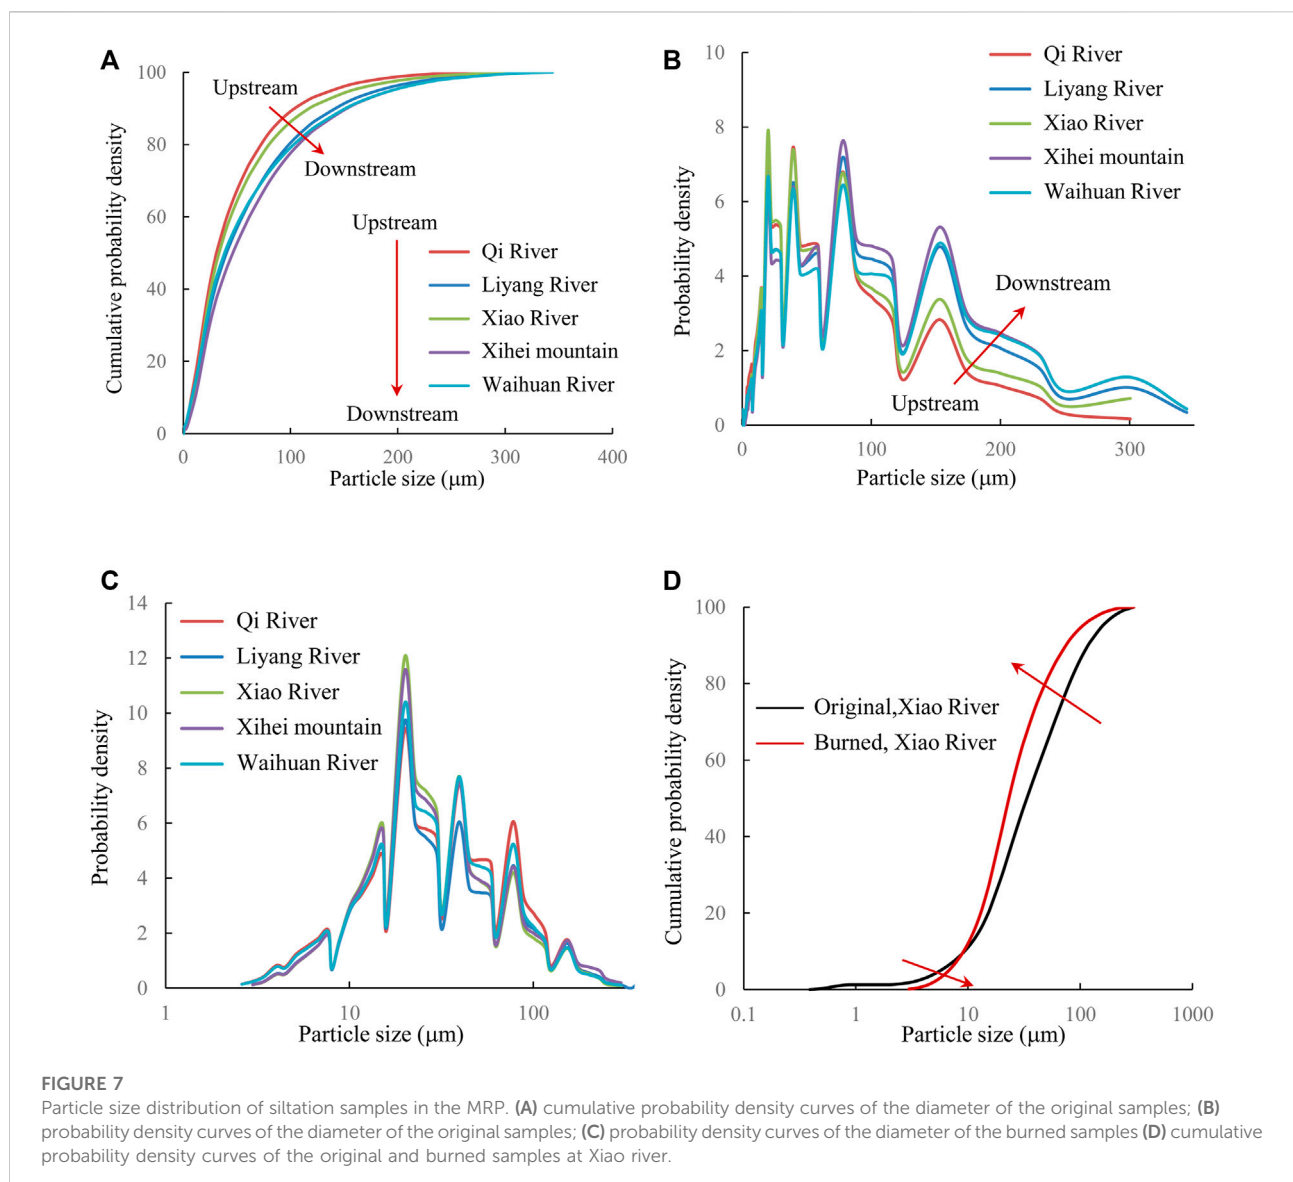 A
Cumulative probability density
100
80
60
40
20
0
0
100
200
300
400
Particle size (μm)
Upstream
Downstream
Upstream
Qi River
Liyang River
Xiao River
Xihei mountain
Waihuan River
Downstream
B
Probability density
10
8
6
4
2
0
0
100
200
300
Particle size (μm)
Qi River
Liyang River
Xiao River
Xihei mountain
Waihuan River
Downstream
Upstream
C
Probability density
14
12
10
8
6
4
2
0
1
10
100
Particle size (μm)
Qi River
Liyang River
Xiao River
Xihei mountain
Waihuan River
D
Cumulative probability density
100
80
60
40
20
0
0.1
1
10
100
1000
Particle size (μm)
Original,Xiao River
Burned, Xiao River
FIGURE 7
Particle size distribution of siltation samples in the MRP. (A) cumulative probability density curves of the diameter of the original samples; (B)
probability density curves of the diameter of the original samples; (C) probability density curves of the diameter of the burned samples (D) cumulative
probability density curves of the original and burned samples at Xiao river.